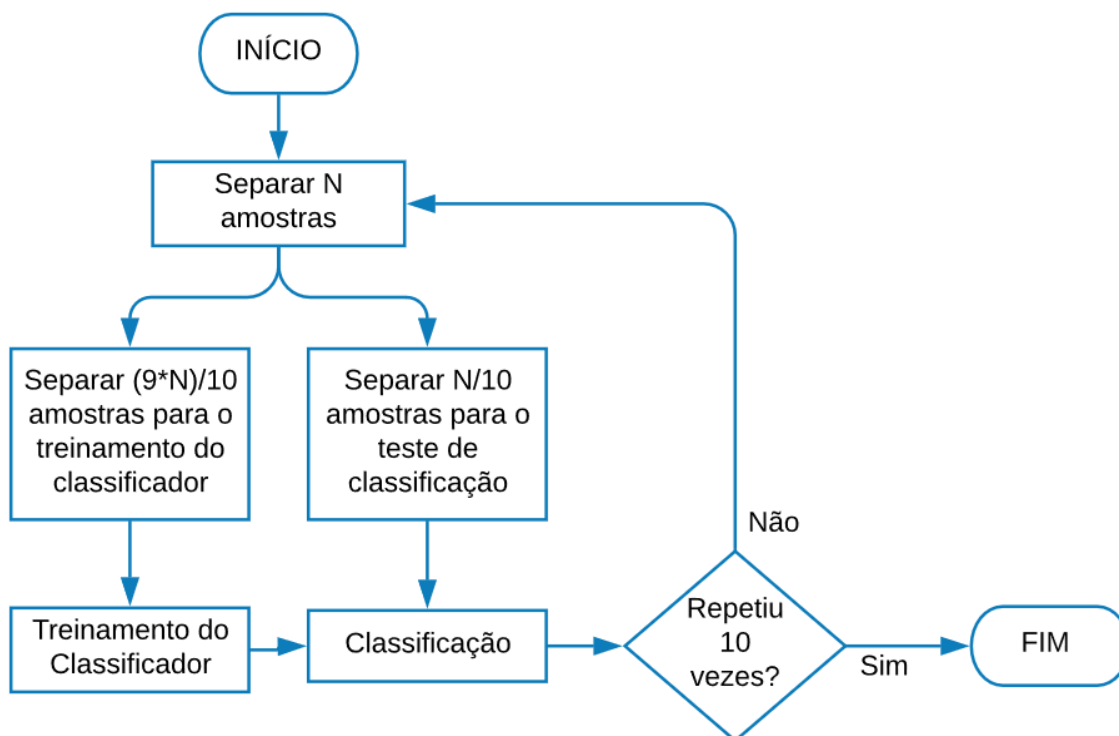 INÍCIO
Separar N
amostras
Separar (9*N)/10
amostras para o
treinamento do
classificador
Separar N/10
amostras para o
teste de
classificação
Treinamento do
Classificador
Classificação
Repetiu
10
vezes?
Não
Sim
FIM